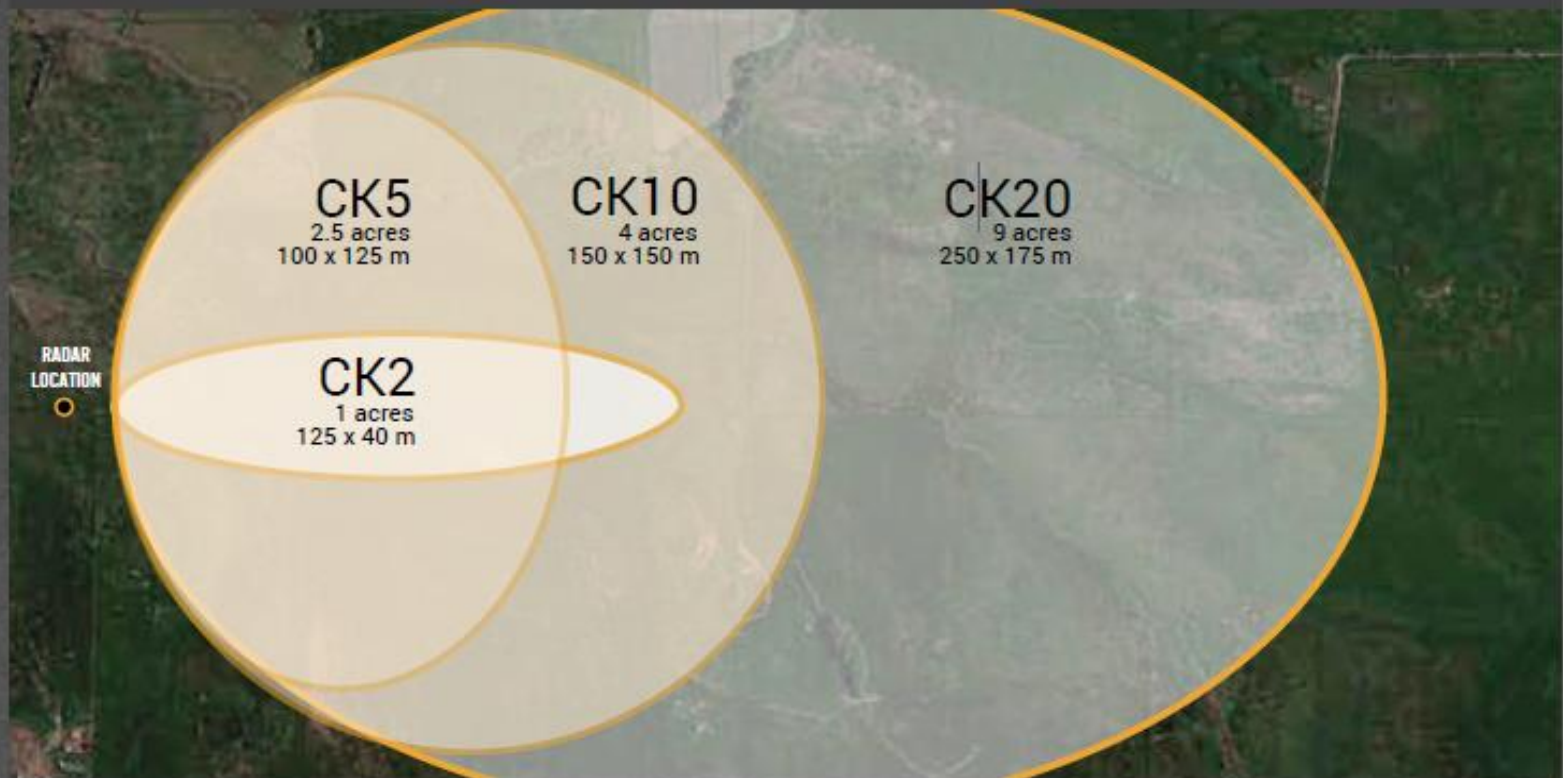 CK5
2.5 acres
100 x 125 m
CK10
4 acres
150 x 150 m
CK20
9 acres
250 x 175 m
RADAR
LOCATION
CK2
1 acres
125 x 40 m